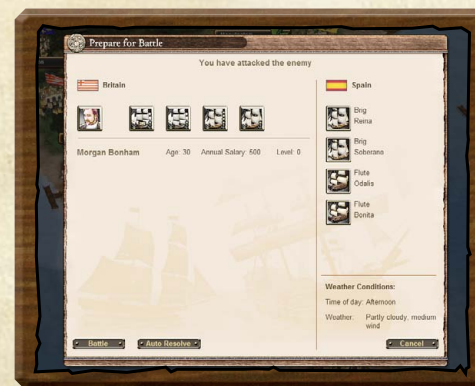 Prepare for Battle
You have attacked the enemy
Britain
Morgan Bonham Age: 30 Annual Salary: 600 Level: 0
Spain
Brig
Reina
Brig
Soberano
Flute
Odalis
Flute
Donita
Weather Conditions:
Time of day: Afternoon
Weather: Partly cloudy, medium
wind
Battle
Auto Resolve
Cancel